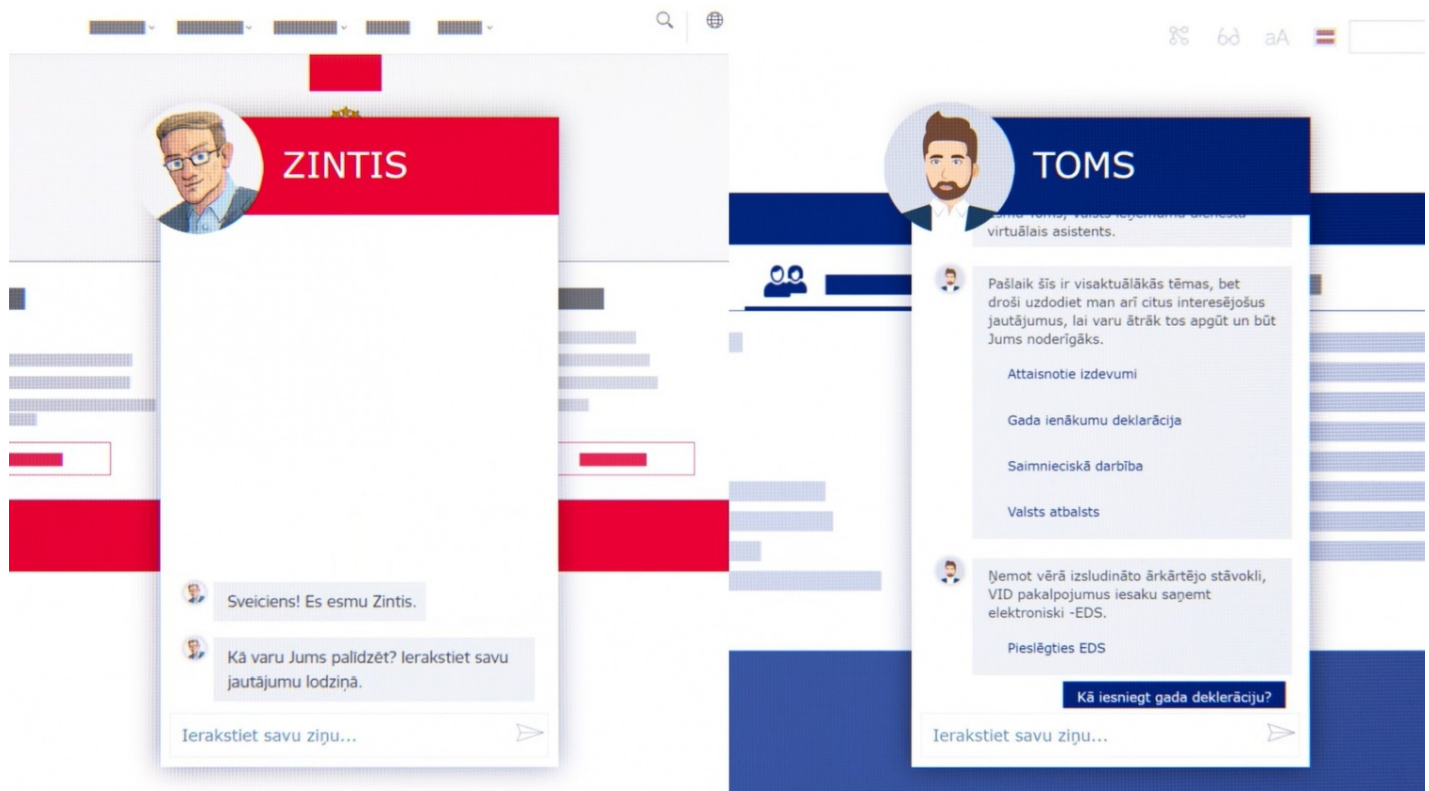 ZINTIS
Sveiciens! Es esmu Zintis.
Kā varu Jums palīdzēt? Ierakstiet savu
jautājumu lodziņā.
Ierakstiet savu ziņu...
aA
TOMS
virtuālais asistents.
Pašlaik šīs ir visaktuālākās tēmas, bet
droši uzdodiet man arī citus interesējošus
jautājumus, lai varu ātrāk tos apgūt un būt
Jums noderīgāks.
Attaisnotie izdevumi
Gada ienākumu deklarācija
Saimnieciskā darbība
Valsts atbalsts
Ņemot vērā izsludināto ārkārtējo stāvokli,
VID pakalpojumus iesaku saņemt
elektroniski -EDS.
Pieslēgties EDS
Kā iesniegt gada deklerāciju?
Ierakstiet savu ziņu...